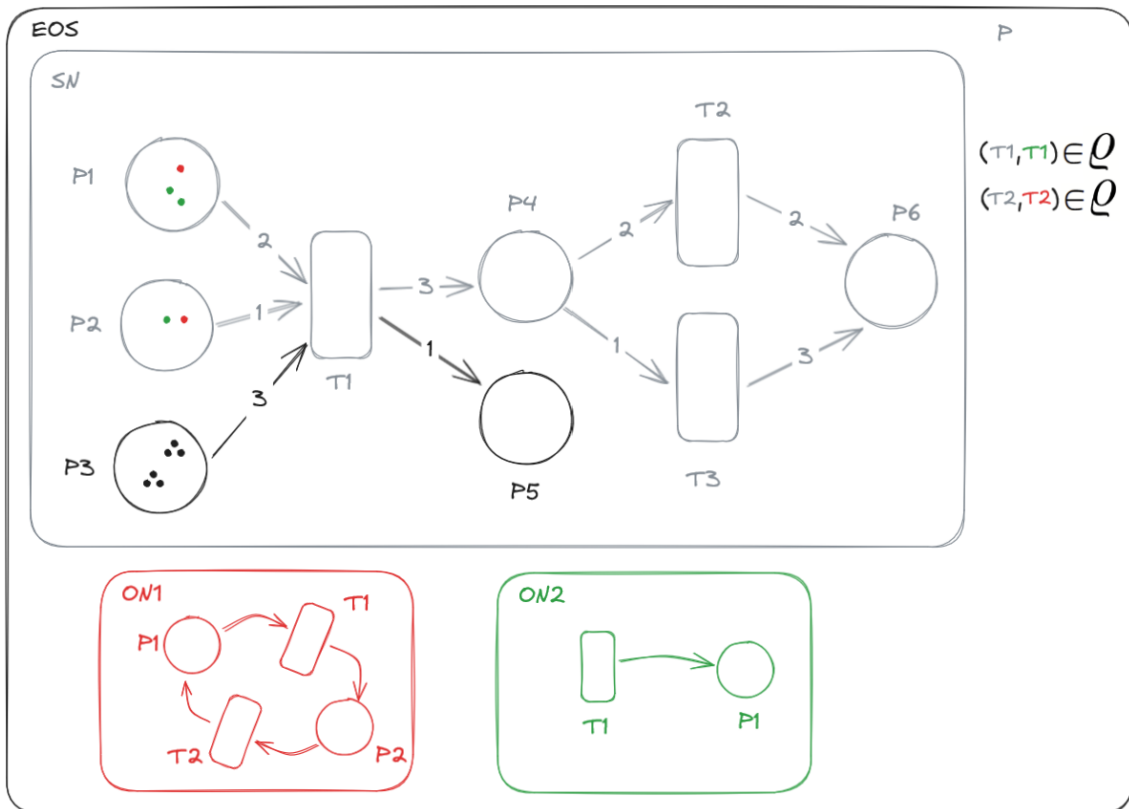 EOS
P
SN
T2
P1
(T1,T1)∈ϱ
(T2,T2)∈ϱ
P4
P6
2
2
2
P2
1
3
1
1
3
T1
3
P3
T3
P5
ON1
T1
P1
T2
P2
ON2
T1
P1